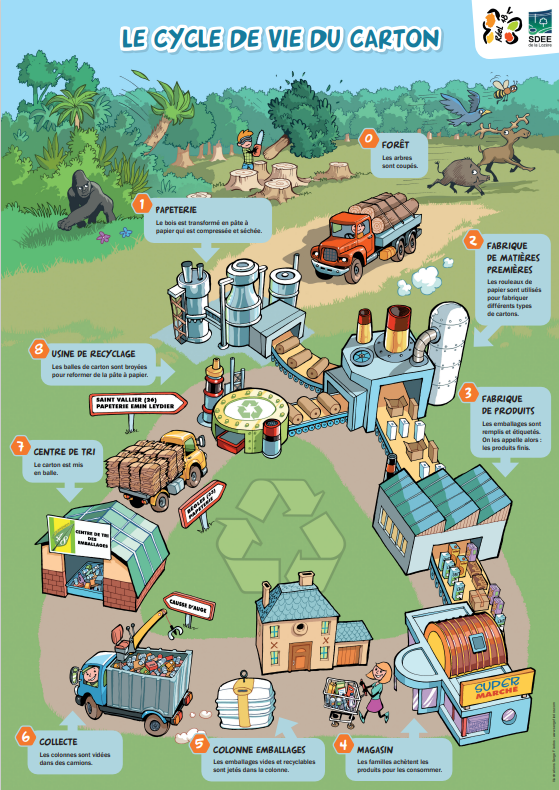 LE CYCLE DE VIE DU CARTON
SDEE
de la Lozère
0
FORÊT
Les arbres
sont coupés.
1
PAPETERIE
Le bois est transformé en pâte à
papier qui est compressée et séchée.
2
FABRIQUE
DE MATIÈRES
PREMIÈRES
Les rouleaux de
papier sont utilisés
pour fabriquer
différents types
de cartons.
8
USINE DE RECYCLAGE
Les balles de carton sont broyées
pour reformer de la pâte à papier.
SAINT VALLIER (26)
PAPETERIE EMIN LEYDIER
3
FABRIQUE
DE PRODUITS
Les emballages sont
remplis et étiquetés.
On les appelle alors :
les produits finis.
7
CENTRE DE TRI
Le carton est mis
en balle.
PAPETERIE
CENTRE DE TRI
DES
EMBALLAGES
CAUSSE D'AUGE
SUPER
MARCHÉ
6
COLLECTE
Les colonnes sont vidées
dans des camions.
5
COLONNE EMBALLAGES
Les emballages vides et recyclables
sont jetés dans la colonne.
4
MAGASIN
Les familles achètent les
produits pour les consommer.